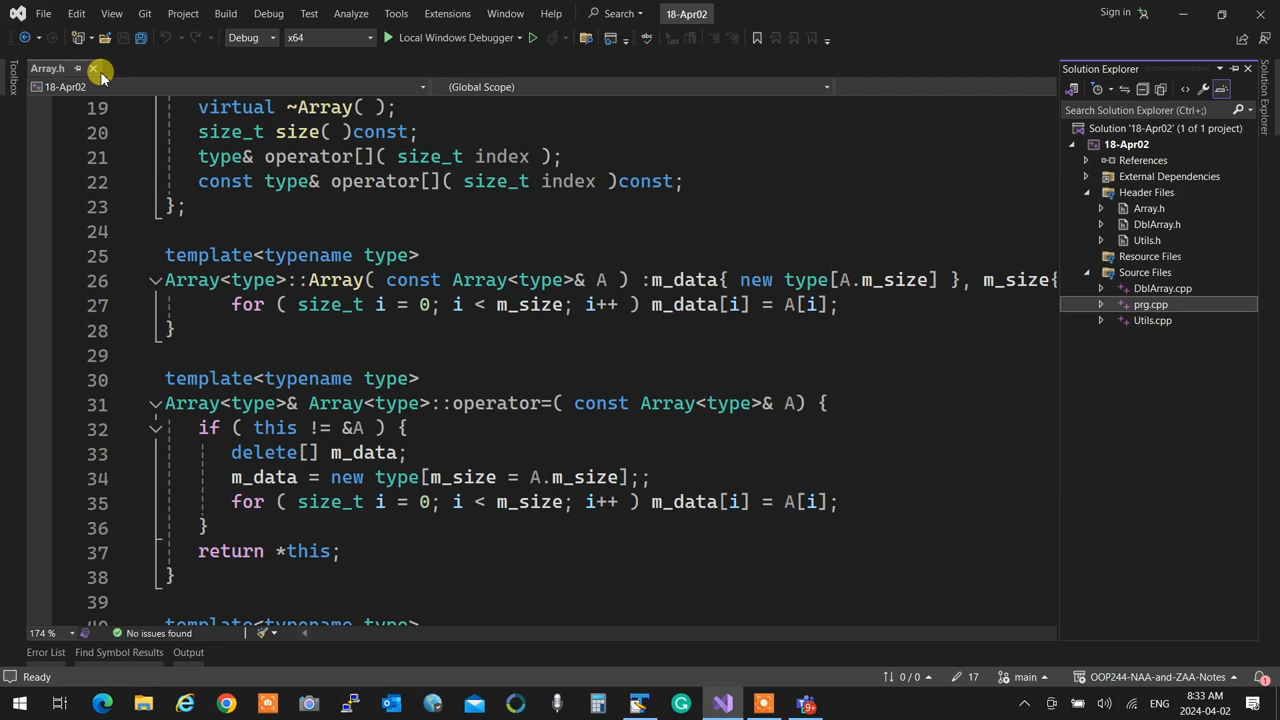 File Edit View Git Project Build Debug Test Analyze Tools Extensions Window Help Search 18-Apr02 Sign in
Debug x64 Local Windows Debugger
Array.h
18-Apr02 (Global Scope)
19 virtual ~Array( );
20 size_t size( )const;
21 type& operator[]( size_t index );
22 const type& operator[]( size_t index )const;
23 };
24
25 template<typename type>
26 Array<type>::Array( const Array<type>& A ) :m_data{ new type[A.m_size] }, m_size{
27 for ( size_t i = 0; i < m_size; i++ ) m_data[i] = A[i];
28 }
29
30 template<typename type>
31 Array<type>& Array<type>::operator=( const Array<type>& A) {
32 if ( this != &A ) {
33 delete[] m_data;
34 m_data = new type[m_size = A.m_size];;
35 for ( size_t i = 0; i < m_size; i++ ) m_data[i] = A[i];
36 }
37 return *this;
38 }
39
174 % No issues found
Toolbox
Solution Explorer
Search Solution Explorer (Ctrl+;)
Solution '18-Apr02' (1 of 1 project)
18-Apr02
References
External Dependencies
Header Files
Array.h
DblArray.h
Utils.h
Resource Files
Source Files
DblArray.cpp
prg.cpp
Utils.cpp
Solution Explorer
Error List Find Symbol Results Output
Ready 0 / 0 17 main OOP244-NAA-and-ZAA-Notes 1
9+ ENG 8:33 AM
2024-04-02